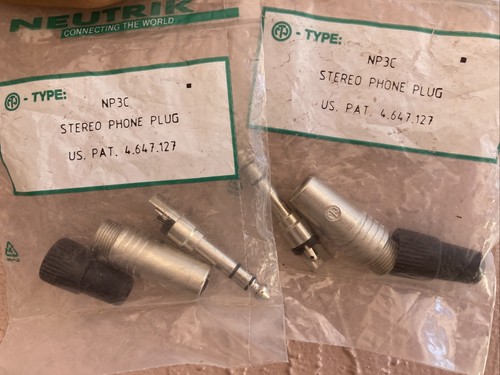 NEUTRIK
CONNECTING THE WORLD
- TYPE:
NP3C
STEREO PHONE PLUG
US. PAT. 4.647.127
- TYPE:
NP3C
STEREO PHONE PLUG
US. PAT. 4.647.127